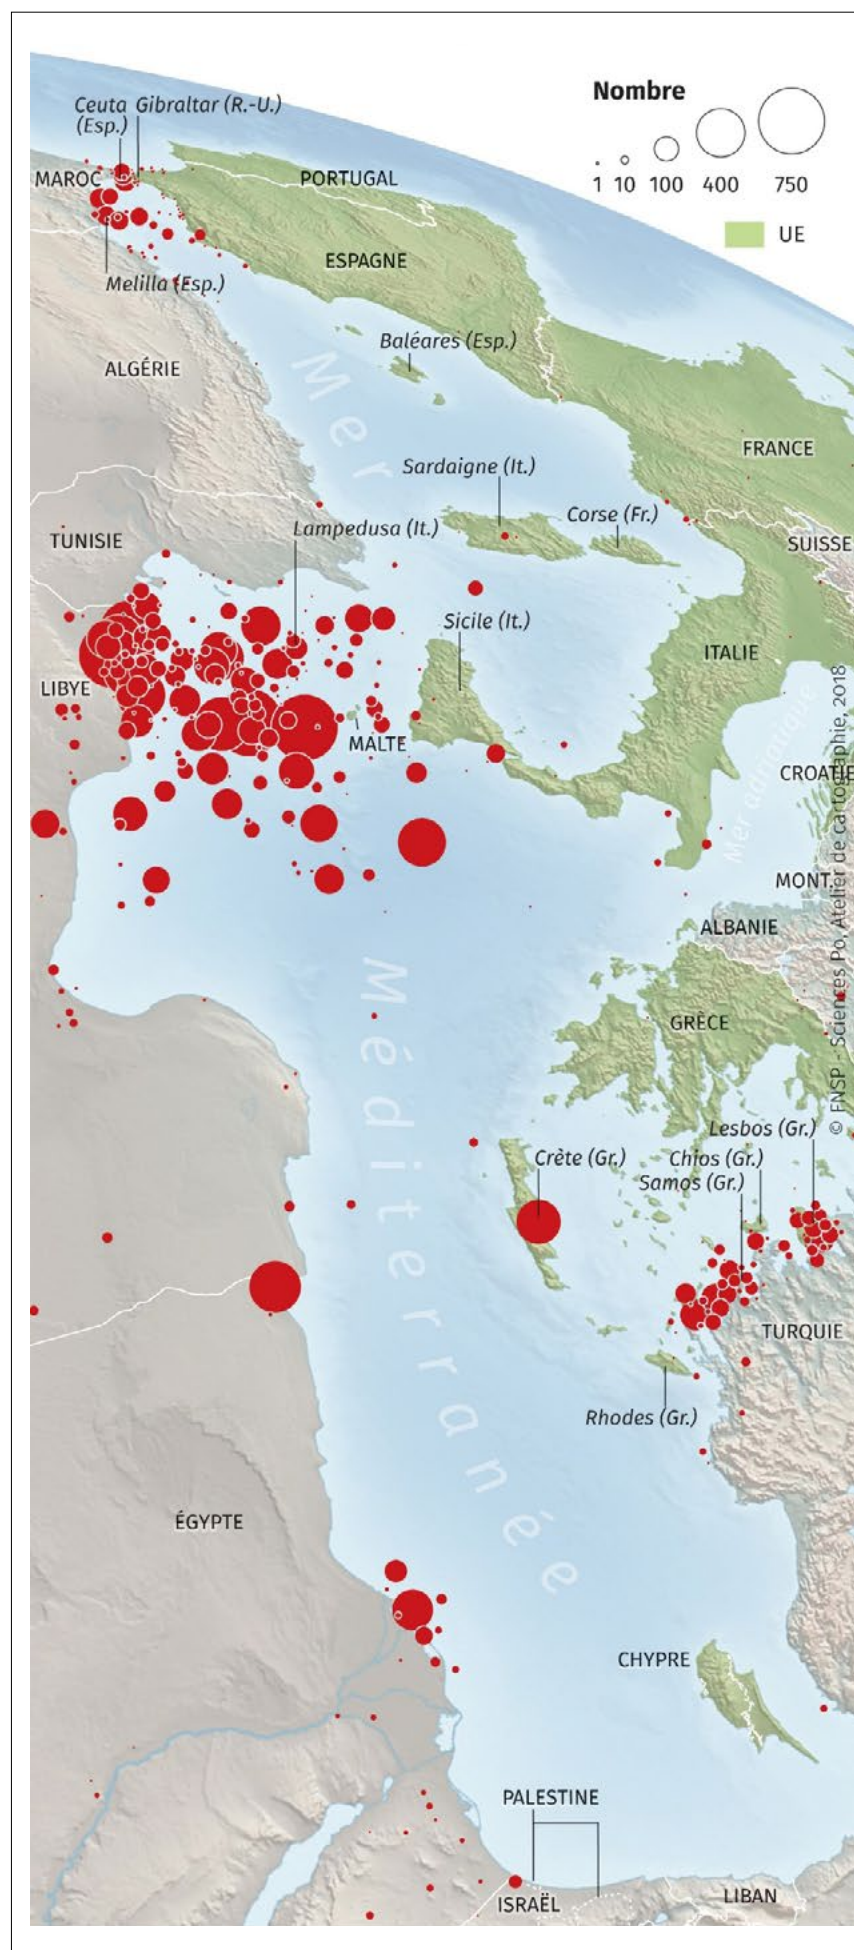 Nombre
1 10 100 400 750
UE
Ceuta
(Esp.)
Gibraltar (R.-U.)
MAROC
PORTUGAL
ESPAGNE
Melilla (Esp.)
Baléares (Esp.)
ALGÉRIE
Mer
FRANCE
Sardaigne (It.)
Corse (Fr.)
Lampedusa (It.)
TUNISIE
SUISSE
Sicile (It.)
ITALIE
LIBYE
MALTE
Mer adriatique
CROATIE
MONT.
ALBANIE
Méditerranée
GRÈCE
© FNSP - Sciences Po, Atelier de cartographie, 2018
Lesbos (Gr.)
Crète (Gr.)
Chios (Gr.)
Samos (Gr.)
TURQUIE
Rhodes (Gr.)
ÉGYPTE
CHYPRE
PALESTINE
ISRAËL
LIBAN